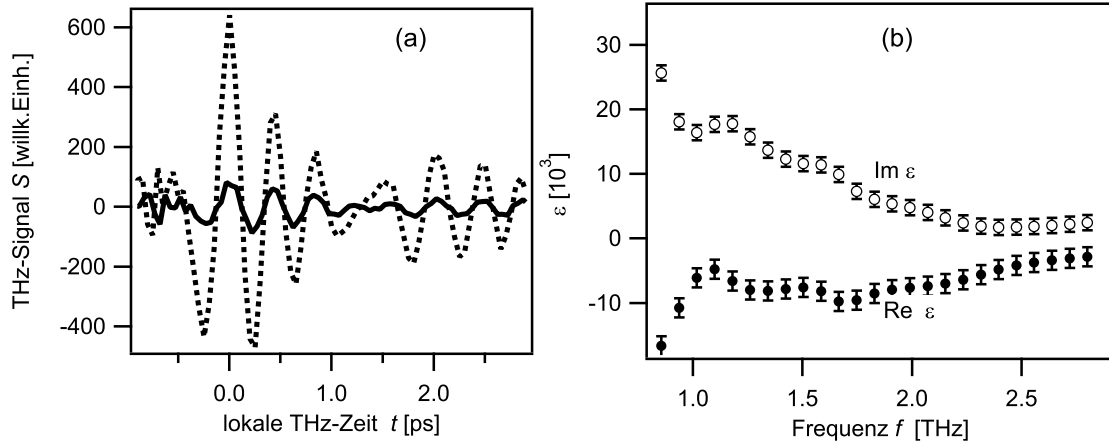 (a)
THz-Signal S [willk.Einh.]
600
400
200
0
-200
-400
0.0
1.0
2.0
lokale THz-Zeit t [ps]
(b)
ε [10³]
30
20
10
0
-10
Im ε
Re ε
1.0
1.5
2.0
2.5
Frequenz f [THz]